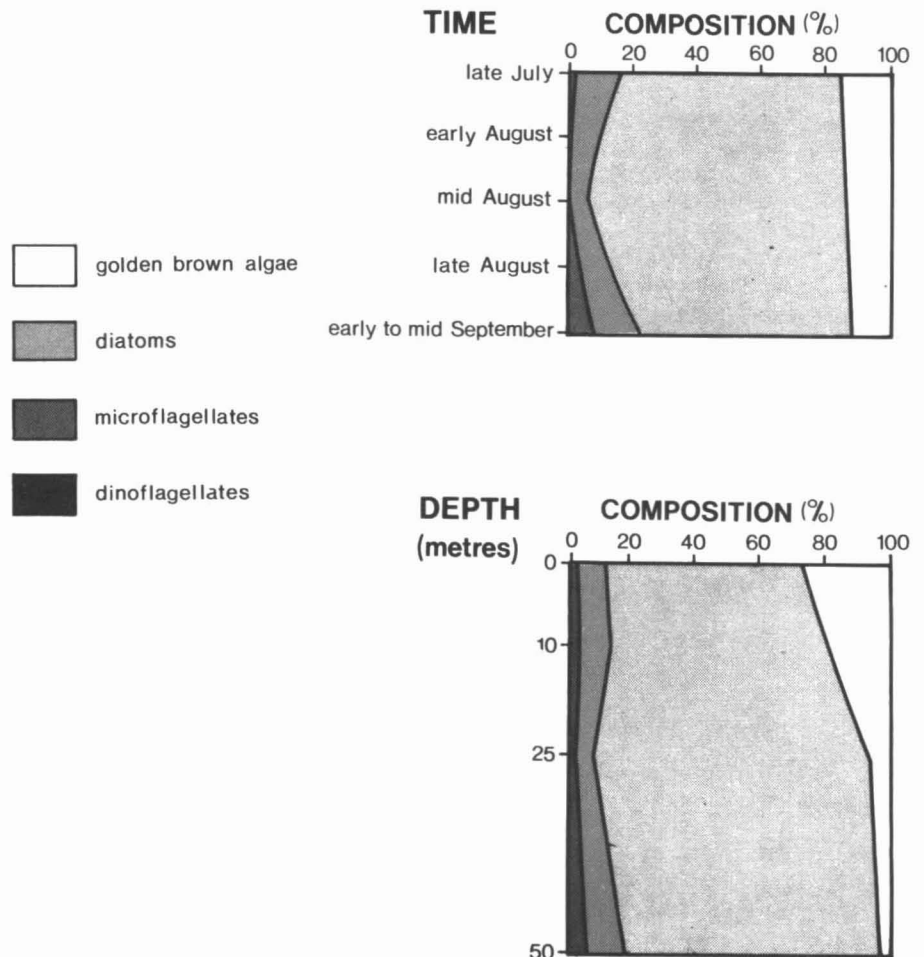 TIME
COMPOSITION (%)
0 20 40 60 80 100
late July
early August
mid August
late August
early to mid September
golden brown algae
diatoms
microflagellates
dinoflagellates
DEPTH
(metres)
COMPOSITION (%)
0 20 40 60 80 100
0
10
25
50